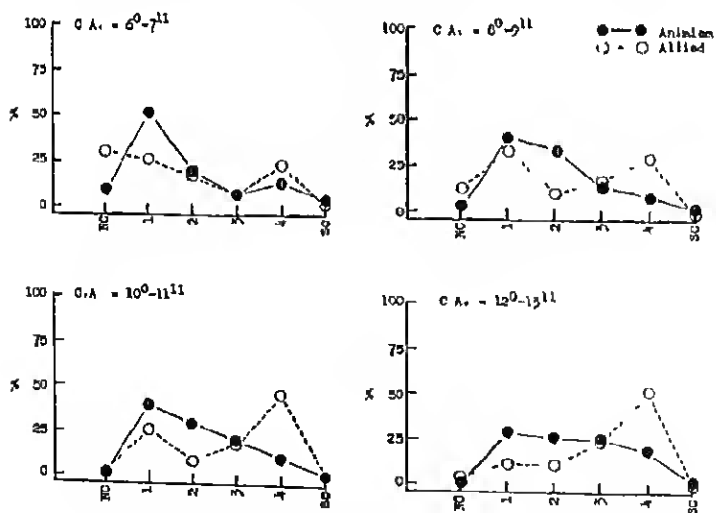 C A. = 6⁰-7¹¹
100
75
50
25
0
%
NC 1 2 3 4 SC
C A. = 8⁰-9¹¹
Animism
Allied
100
75
50
25
0
%
NC 1 2 3 4 SC
C.A. = 10⁰-11¹¹
100
75
50
25
0
%
NC 1 2 3 4 SC
C A. = 12⁰-13¹¹
100
75
50
25
0
%
NC 1 2 3 4 SC